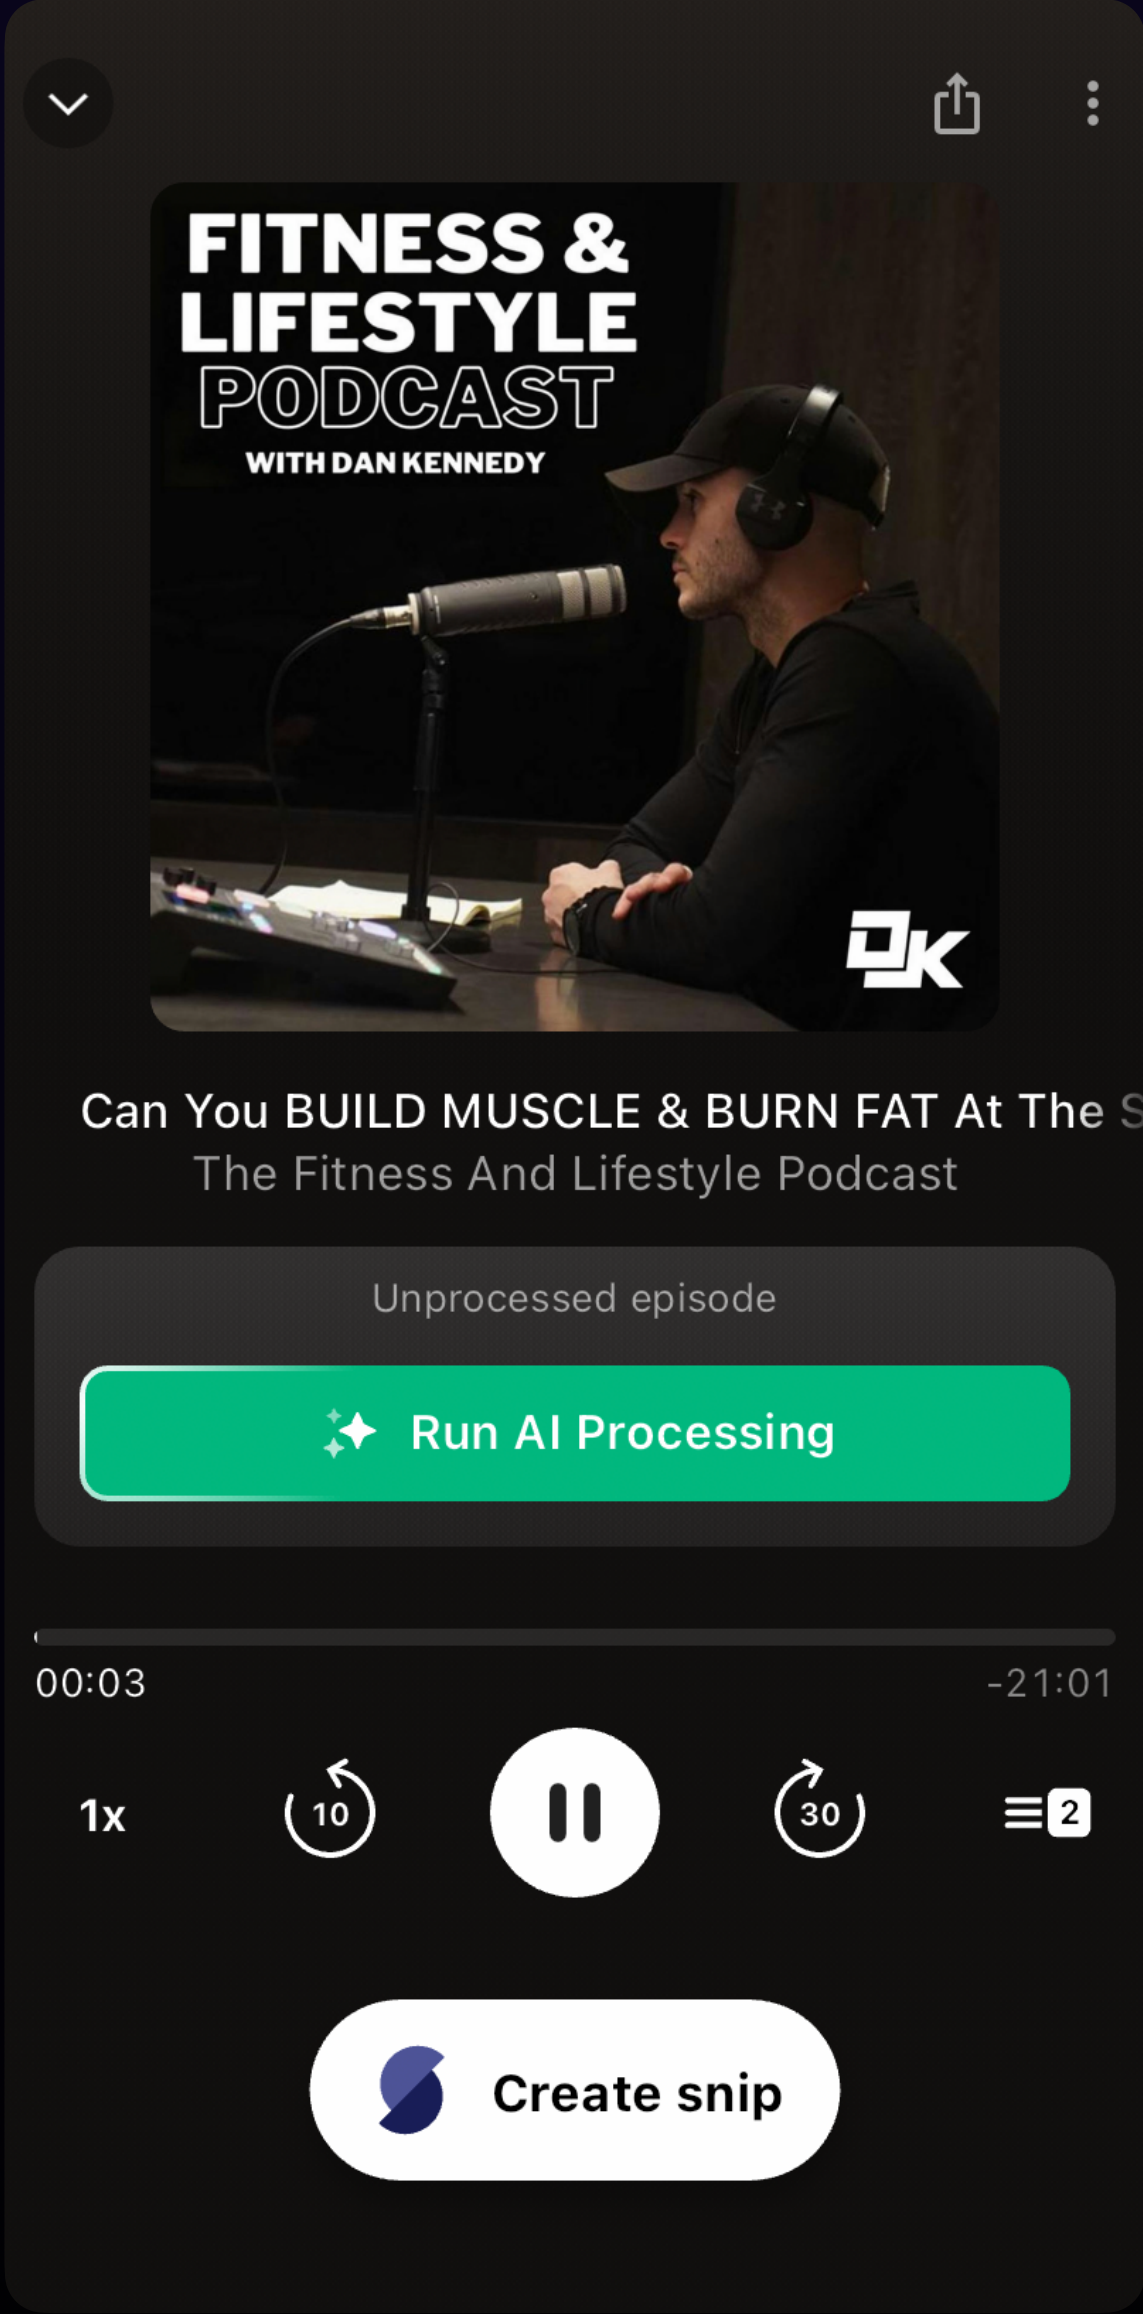 FITNESS &
LIFESTYLE
PODCAST
WITH DAN KENNEDY
DK
Can You BUILD MUSCLE & BURN FAT At The S
The Fitness And Lifestyle Podcast
Unprocessed episode
Run AI Processing
00:03
-21:01
1x
10
30
2
Create snip